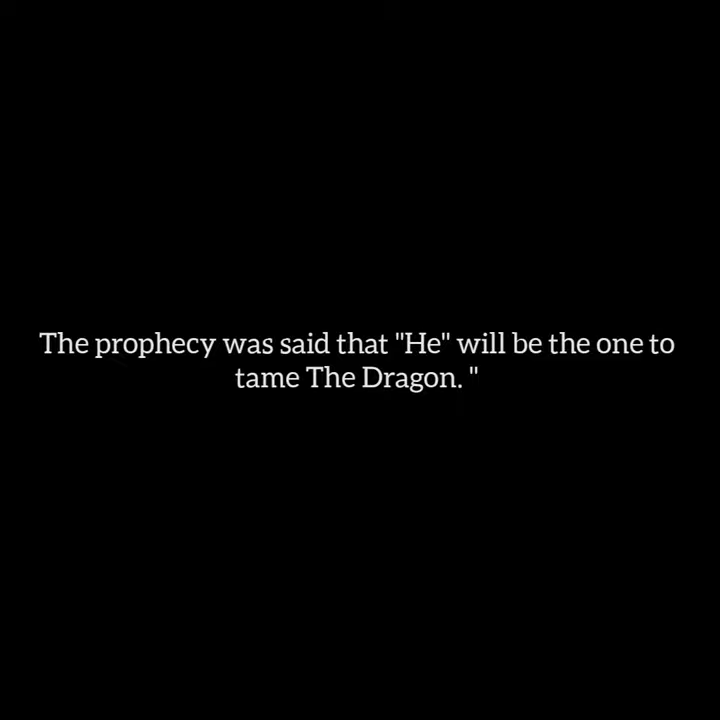 The prophecy was said that "He" will be the one to
tame The Dragon. "